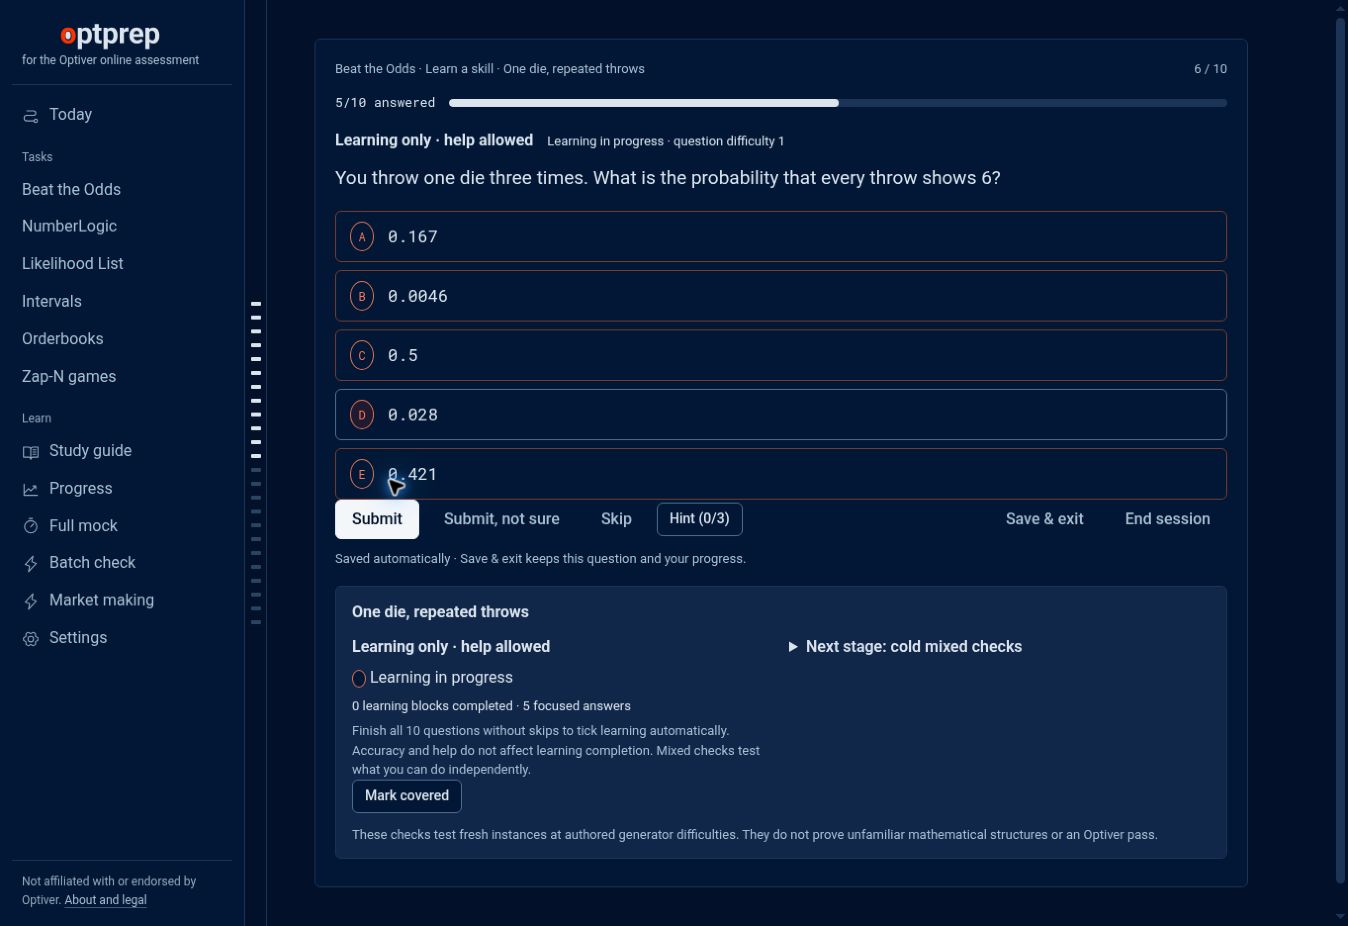 optprep
for the Optiver online assessment
Today
Tasks
Beat the Odds
NumberLogic
Likelihood List
Intervals
Orderbooks
Zap-N games
Learn
Study guide
Progress
Full mock
Batch check
Market making
Settings
Not affiliated with or endorsed by
Optiver. About and legal
Beat the Odds · Learn a skill · One die, repeated throws
6 / 10
5/10 answered
Learning only · help allowed Learning in progress · question difficulty 1
You throw one die three times. What is the probability that every throw shows 6?
A 0.167
B 0.0046
C 0.5
D 0.028
E 0.421
Submit Submit, not sure Skip Hint (0/3) Save & exit End session
Saved automatically · Save & exit keeps this question and your progress.
One die, repeated throws
Learning only · help allowed
Learning in progress
0 learning blocks completed · 5 focused answers
Finish all 10 questions without skips to tick learning automatically.
Accuracy and help do not affect learning completion. Mixed checks test
what you can do independently.
Mark covered
Next stage: cold mixed checks
These checks test fresh instances at authored generator difficulties. They do not prove unfamiliar mathematical structures or an Optiver pass.